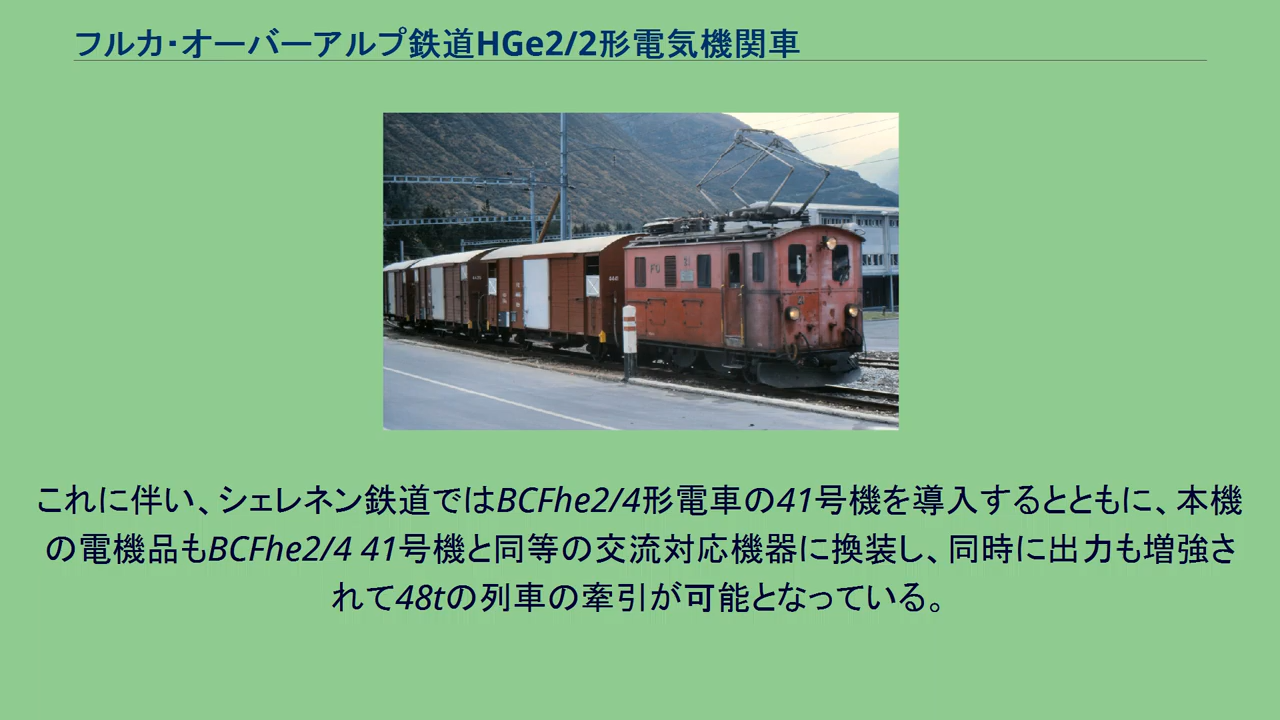 フルカ・オーバーアルプ鉄道HGe2/2形電気機関車
これに伴い、シェレネン鉄道ではBCFhe2/4形電車の41号機を導入するとともに、本機
の電機品もBCFhe2/4 41号機と同等の交流対応機器に換装し、同時に出力も増強さ
れて48tの列車の牽引が可能となっている。